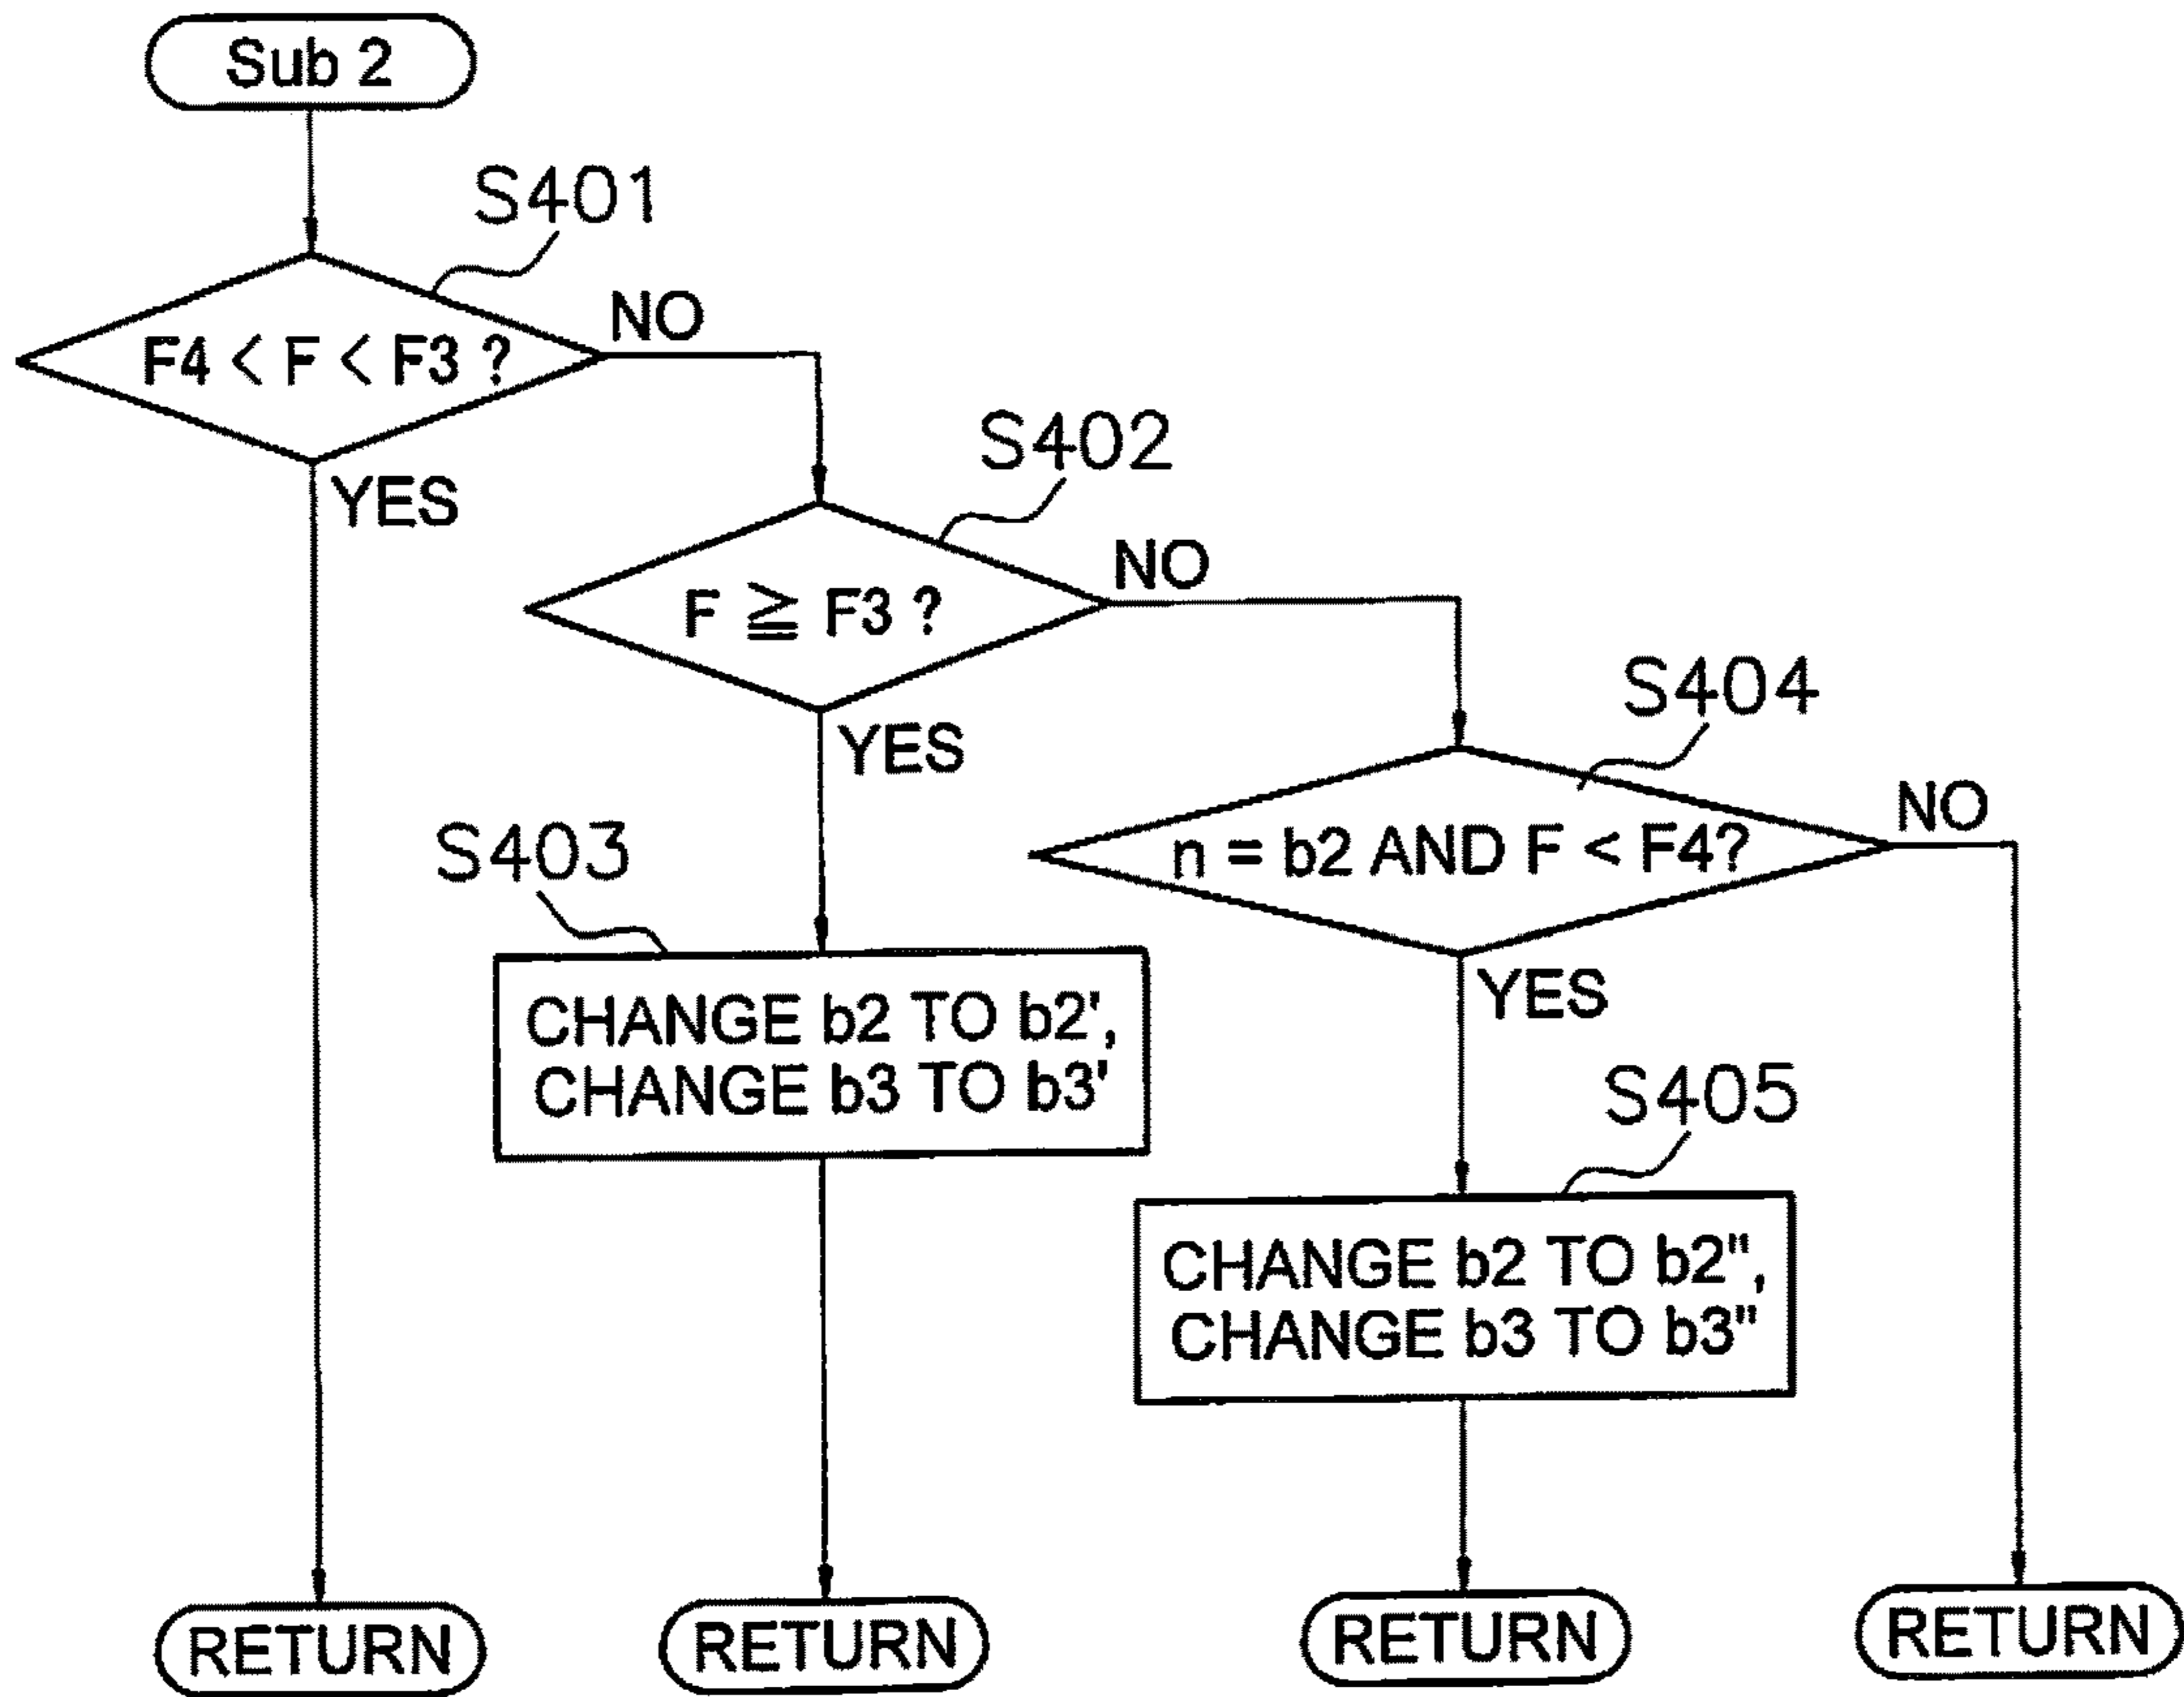 Sub 2
S401
F4 < F < F3 ?
NO
YES
S402
F ≧ F3 ?
NO
YES
S404
n = b2 AND F < F4?
NO
YES
S403
CHANGE b2 TO b2',
CHANGE b3 TO b3'
S405
CHANGE b2 TO b2",
CHANGE b3 TO b3"
RETURN
RETURN
RETURN
RETURN